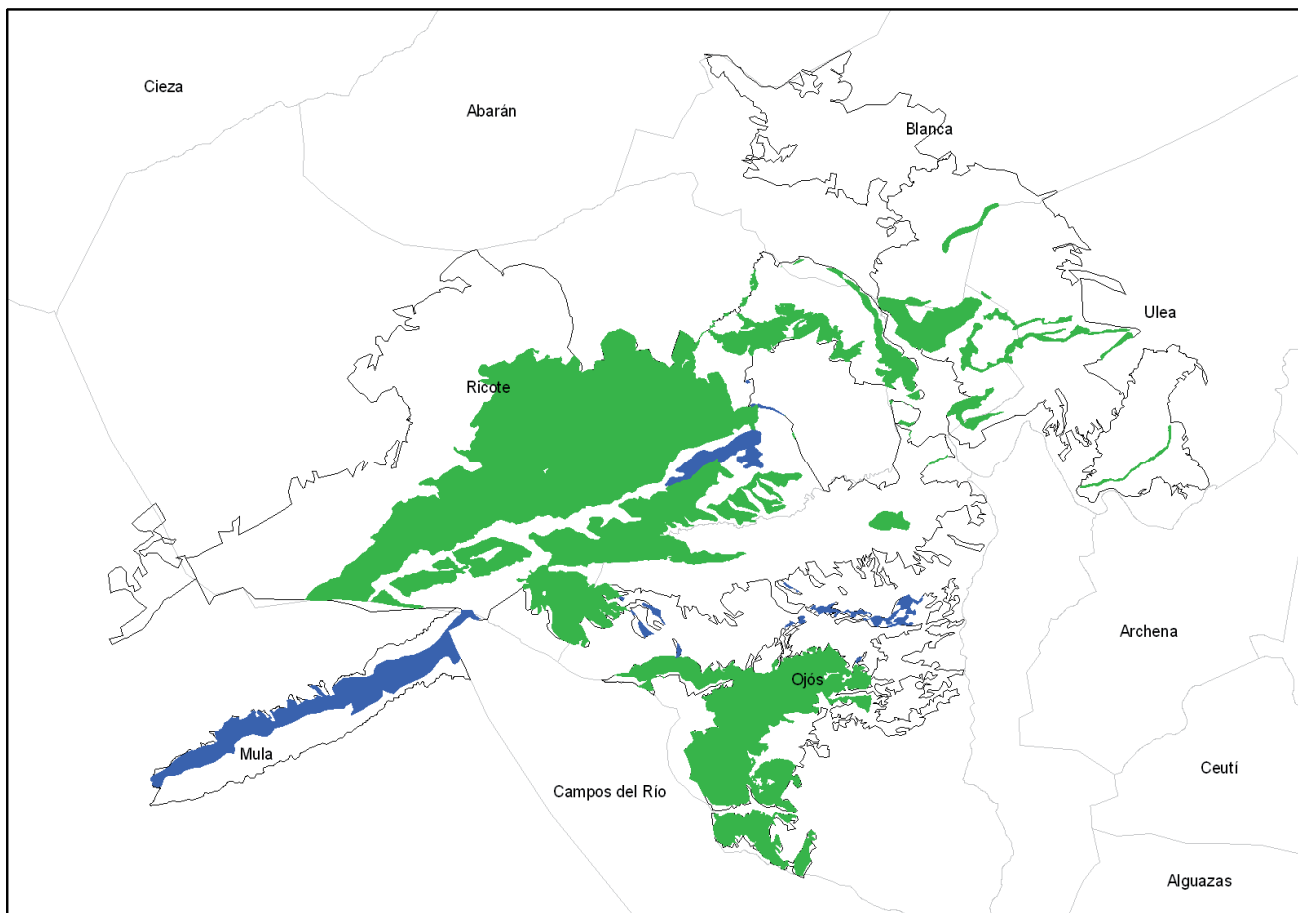 Cieza
Abarán
Blanca
Ulea
Ricote
Archena
Ojós
Mula
Ceutí
Campos del Río
Alguazas